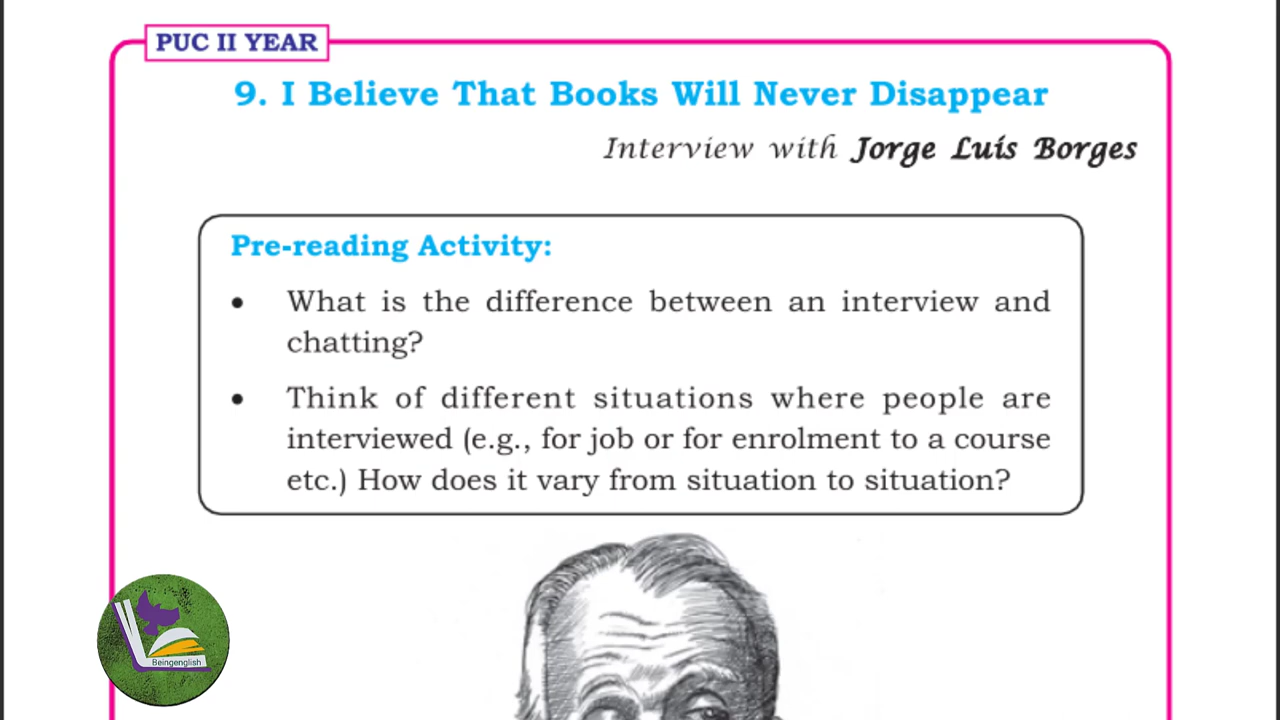 PUC II YEAR
9. I Believe That Books Will Never Disappear
Interview with Jorge Luis Borges
Pre-reading Activity:
• What is the difference between an interview and
chatting?
• Think of different situations where people are
interviewed (e.g., for job or for enrolment to a course
etc.) How does it vary from situation to situation?
Beingenglish